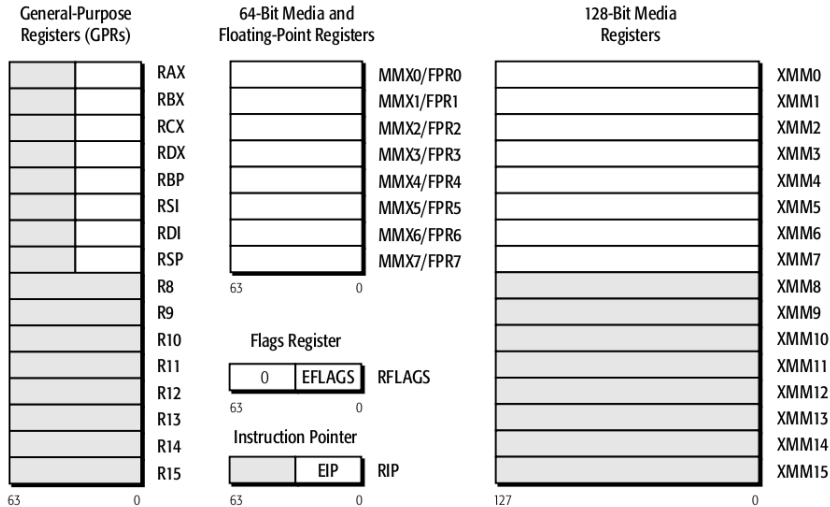 General-Purpose
Registers (GPRs)
64-Bit Media and
Floating-Point Registers
128-Bit Media
Registers
RAX
RBX
RCX
RDX
RBP
RSI
RDI
RSP
R8
R9
R10
R11
R12
R13
R14
R15
63 0
MMX0/FPR0
MMX1/FPR1
MMX2/FPR2
MMX3/FPR3
MMX4/FPR4
MMX5/FPR5
MMX6/FPR6
MMX7/FPR7
63 0
Flags Register
0 EFLAGS RFLAGS
63 0
Instruction Pointer
EIP RIP
63 0
XMM0
XMM1
XMM2
XMM3
XMM4
XMM5
XMM6
XMM7
XMM8
XMM9
XMM10
XMM11
XMM12
XMM13
XMM14
XMM15
127 0